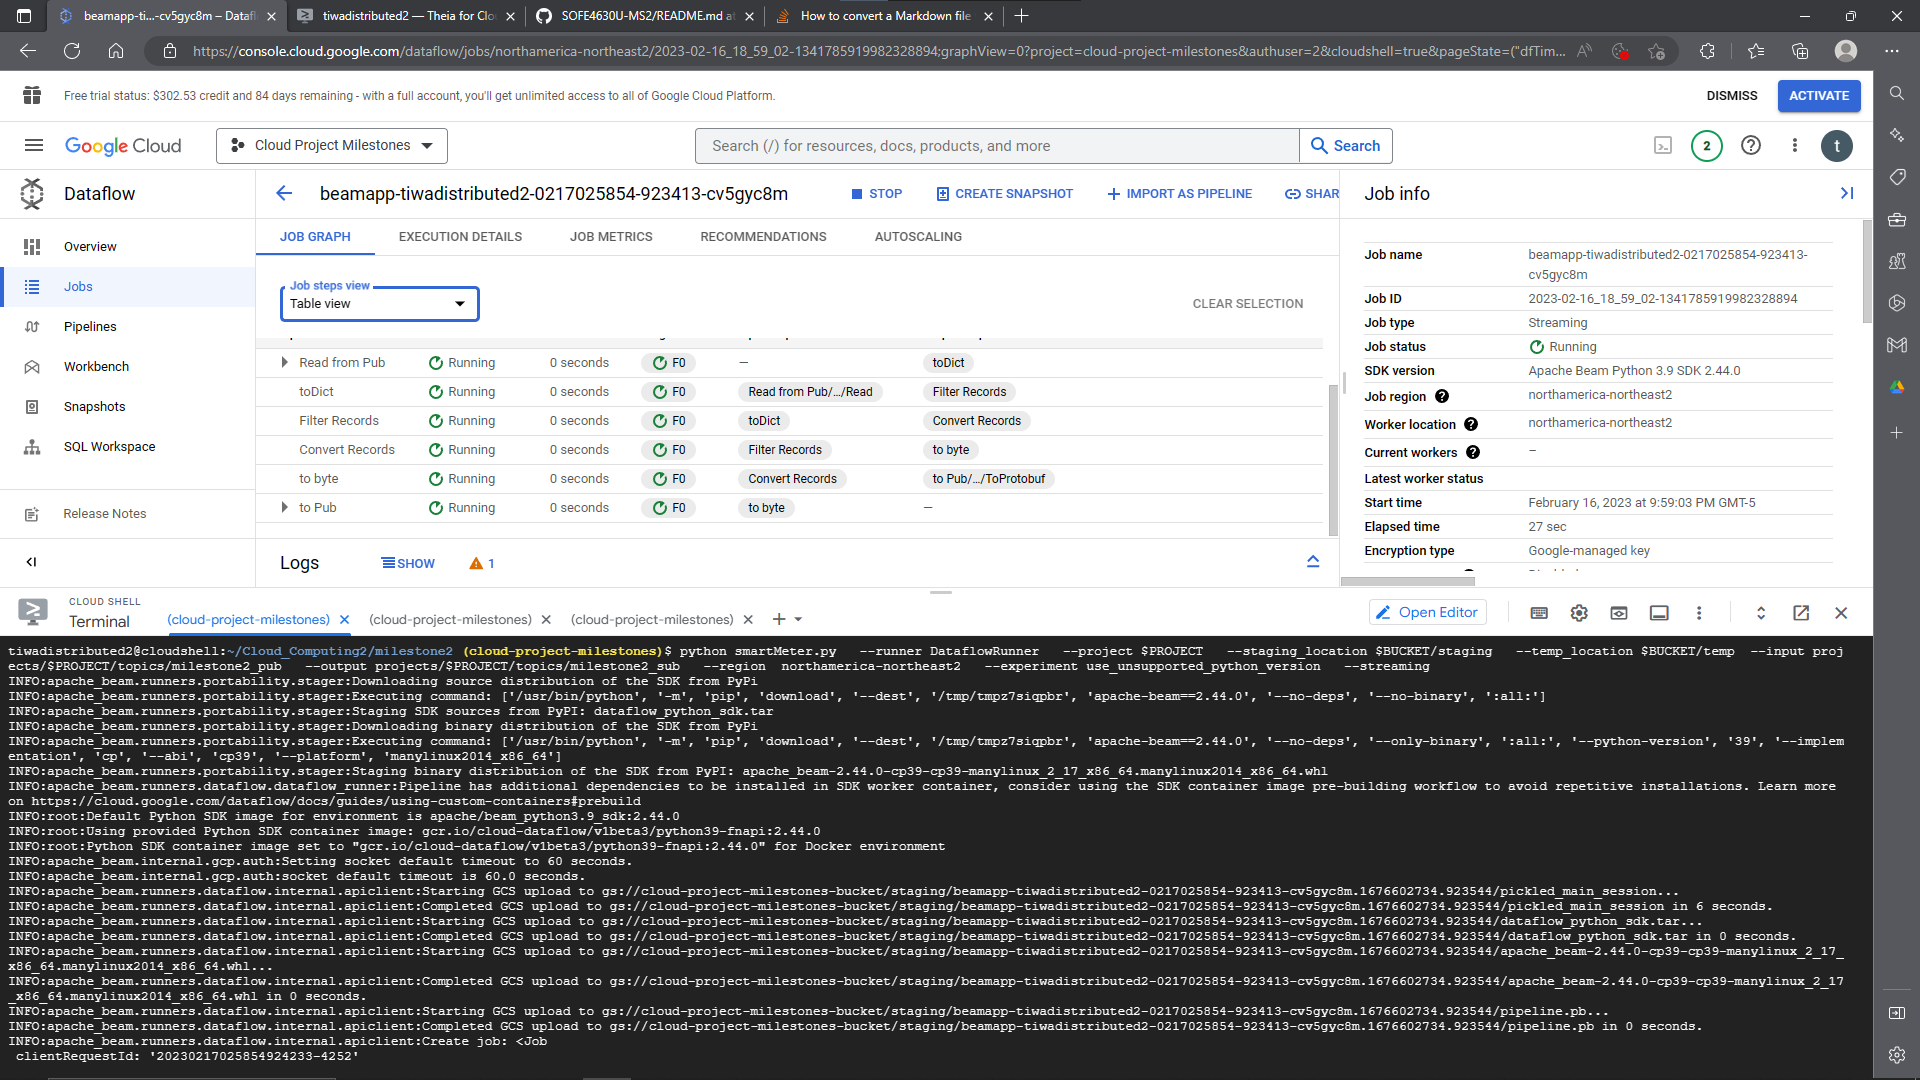 beamapp-ti...-cv5gyc8m – Datafl
tiwadistributed2 — Theia for Clo
SOFE4630U-MS2/README.md at
How to convert a Markdown file
https://console.cloud.google.com/dataflow/jobs/northamerica-northeast2/2023-02-16_18_59_02-1341785919982328894;graphView=0?project=cloud-project-milestones&authuser=2&cloudshell=true&pageState=("dfTim...
Free trial status: $302.53 credit and 84 days remaining - with a full account, you'll get unlimited access to all of Google Cloud Platform.
DISMISS
ACTIVATE
Google Cloud
Cloud Project Milestones
Search (/) for resources, docs, products, and more
Search
2
t
Dataflow
beamapp-tiwadistributed2-0217025854-923413-cv5gyc8m
STOP
CREATE SNAPSHOT
IMPORT AS PIPELINE
SHAR
Job info
Overview
Jobs
Pipelines
Workbench
Snapshots
SQL Workspace
Release Notes
JOB GRAPH
EXECUTION DETAILS
JOB METRICS
RECOMMENDATIONS
AUTOSCALING
Job steps view
Table view
CLEAR SELECTION
Read from Pub Running 0 seconds F0 — toDict
toDict Running 0 seconds F0 Read from Pub/.../Read Filter Records
Filter Records Running 0 seconds F0 toDict Convert Records
Convert Records Running 0 seconds F0 Filter Records to byte
to byte Running 0 seconds F0 Convert Records to Pub/.../ToProtobuf
to Pub Running 0 seconds F0 to byte —
Logs
SHOW
1
Job name beamapp-tiwadistributed2-0217025854-923413-
cv5gyc8m
Job ID 2023-02-16_18_59_02-1341785919982328894
Job type Streaming
Job status Running
SDK version Apache Beam Python 3.9 SDK 2.44.0
Job region northamerica-northeast2
Worker location northamerica-northeast2
Current workers –
Latest worker status
Start time February 16, 2023 at 9:59:03 PM GMT-5
Elapsed time 27 sec
Encryption type Google-managed key
CLOUD SHELL
Terminal
(cloud-project-milestones)
(cloud-project-milestones)
(cloud-project-milestones)
Open Editor
tiwadistributed2@cloudshell:~/Cloud_Computing2/milestone2 (cloud-project-milestones)$ python smartMeter.py --runner DataflowRunner --project $PROJECT --staging_location $BUCKET/staging --temp_location $BUCKET/temp --input proj
ects/$PROJECT/topics/milestone2_pub --output projects/$PROJECT/topics/milestone2_sub --region northamerica-northeast2 --experiment use_unsupported_python_version --streaming
INFO:apache_beam.runners.portability.stager:Downloading source distribution of the SDK from PyPi
INFO:apache_beam.runners.portability.stager:Executing command: ['/usr/bin/python', '-m', 'pip', 'download', '--dest', '/tmp/tmpz7siqpbr', 'apache-beam==2.44.0', '--no-deps', '--no-binary', ':all:']
INFO:apache_beam.runners.portability.stager:Staging SDK sources from PyPI: dataflow_python_sdk.tar
INFO:apache_beam.runners.portability.stager:Downloading binary distribution of the SDK from PyPi
INFO:apache_beam.runners.portability.stager:Executing command: ['/usr/bin/python', '-m', 'pip', 'download', '--dest', '/tmp/tmpz7siqpbr', 'apache-beam==2.44.0', '--no-deps', '--only-binary', ':all:', '--python-version', '39', '--implem
entation', 'cp', '--abi', 'cp39', '--platform', 'manylinux2014_x86_64']
INFO:apache_beam.runners.portability.stager:Staging binary distribution of the SDK from PyPI: apache_beam-2.44.0-cp39-cp39-manylinux_2_17_x86_64.manylinux2014_x86_64.whl
INFO:apache_beam.runners.dataflow.dataflow_runner:Pipeline has additional dependencies to be installed in SDK worker container, consider using the SDK container image pre-building workflow to avoid repetitive installations. Learn more
on https://cloud.google.com/dataflow/docs/guides/using-custom-containers#prebuild
INFO:root:Default Python SDK image for environment is apache/beam_python3.9_sdk:2.44.0
INFO:root:Using provided Python SDK container image: gcr.io/cloud-dataflow/v1beta3/python39-fnapi:2.44.0
INFO:root:Python SDK container image set to "gcr.io/cloud-dataflow/v1beta3/python39-fnapi:2.44.0" for Docker environment
INFO:apache_beam.internal.gcp.auth:Setting socket default timeout to 60 seconds.
INFO:apache_beam.internal.gcp.auth:socket default timeout is 60.0 seconds.
INFO:apache_beam.runners.dataflow.internal.apiclient:Starting GCS upload to gs://cloud-project-milestones-bucket/staging/beamapp-tiwadistributed2-0217025854-923413-cv5gyc8m.1676602734.923544/pickled_main_session...
INFO:apache_beam.runners.dataflow.internal.apiclient:Completed GCS upload to gs://cloud-project-milestones-bucket/staging/beamapp-tiwadistributed2-0217025854-923413-cv5gyc8m.1676602734.923544/pickled_main_session in 6 seconds.
INFO:apache_beam.runners.dataflow.internal.apiclient:Starting GCS upload to gs://cloud-project-milestones-bucket/staging/beamapp-tiwadistributed2-0217025854-923413-cv5gyc8m.1676602734.923544/dataflow_python_sdk.tar...
INFO:apache_beam.runners.dataflow.internal.apiclient:Completed GCS upload to gs://cloud-project-milestones-bucket/staging/beamapp-tiwadistributed2-0217025854-923413-cv5gyc8m.1676602734.923544/dataflow_python_sdk.tar in 0 seconds.
INFO:apache_beam.runners.dataflow.internal.apiclient:Starting GCS upload to gs://cloud-project-milestones-bucket/staging/beamapp-tiwadistributed2-0217025854-923413-cv5gyc8m.1676602734.923544/apache_beam-2.44.0-cp39-cp39-manylinux_2_17_
x86_64.manylinux2014_x86_64.whl...
INFO:apache_beam.runners.dataflow.internal.apiclient:Completed GCS upload to gs://cloud-project-milestones-bucket/staging/beamapp-tiwadistributed2-0217025854-923413-cv5gyc8m.1676602734.923544/apache_beam-2.44.0-cp39-cp39-manylinux_2_17
_x86_64.manylinux2014_x86_64.whl in 0 seconds.
INFO:apache_beam.runners.dataflow.internal.apiclient:Starting GCS upload to gs://cloud-project-milestones-bucket/staging/beamapp-tiwadistributed2-0217025854-923413-cv5gyc8m.1676602734.923544/pipeline.pb...
INFO:apache_beam.runners.dataflow.internal.apiclient:Completed GCS upload to gs://cloud-project-milestones-bucket/staging/beamapp-tiwadistributed2-0217025854-923413-cv5gyc8m.1676602734.923544/pipeline.pb in 0 seconds.
INFO:apache_beam.runners.dataflow.internal.apiclient:Create job: <Job
clientRequestId: '20230217025854924233-4252'